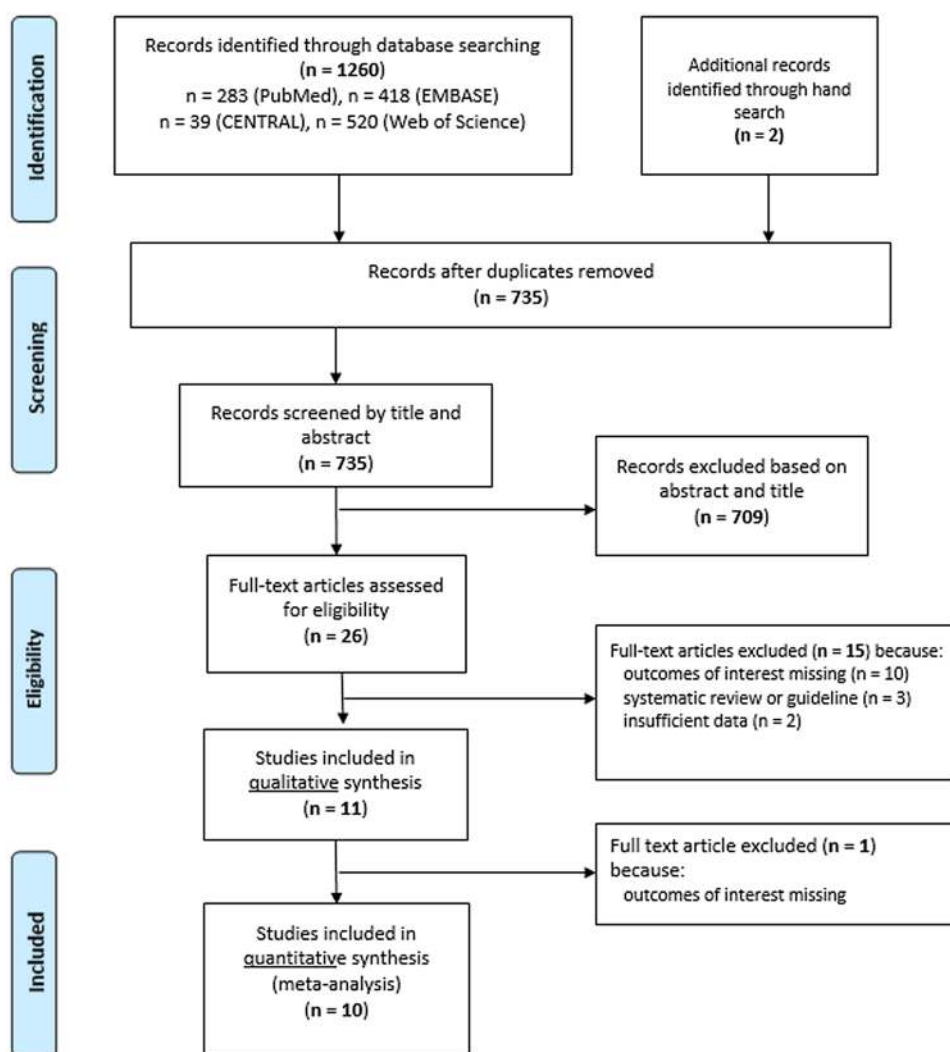 Identification
Records identified through database searching
(n = 1260)
n = 283 (PubMed), n = 418 (EMBASE)
n = 39 (CENTRAL), n = 520 (Web of Science)
Additional records
identified through hand
search
(n = 2)
Records after duplicates removed
(n = 735)
Screening
Records screened by title and
abstract
(n = 735)
Records excluded based on
abstract and title
(n = 709)
Eligibility
Full-text articles assessed
for eligibility
(n = 26)
Full-text articles excluded (n = 15) because:
outcomes of interest missing (n = 10)
systematic review or guideline (n = 3)
insufficient data (n = 2)
Studies included in
qualitative synthesis
(n = 11)
Full text article excluded (n = 1)
because:
outcomes of interest missing
Included
Studies included in
quantitative synthesis
(meta-analysis)
(n = 10)